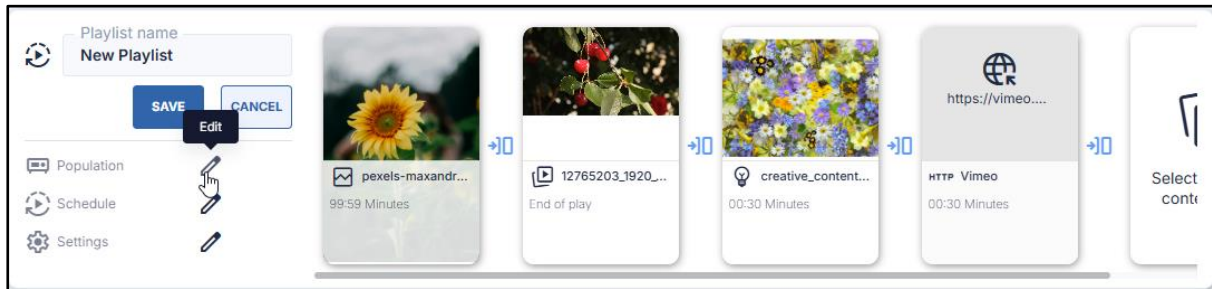 Playlist name
New Playlist
SAVE
CANCEL
Edit
Population
Schedule
Settings
pexels-maxandr...
99:59 Minutes
12765203_1920_...
End of play
creative_content...
00:30 Minutes
https://vimeo....
HTTP Vimeo
00:30 Minutes
Select
conte